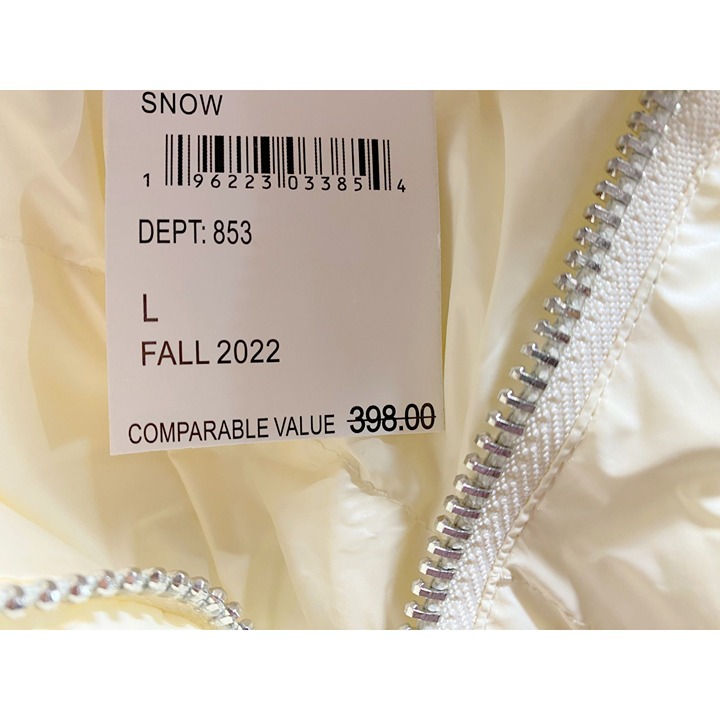 SNOW
1 96223 03385 4
DEPT: 853
L
FALL 2022
COMPARABLE VALUE 398.00